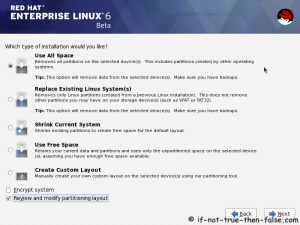 RED HAT
ENTERPRISE LINUX 6
Beta
Which type of installation would you like?
Use All Space
Removes all partitions on the selected device(s). This includes partitions created by other operating
systems.
Tip: This option will remove data from the selected device(s). Make sure you have backups.
Replace Existing Linux System(s)
Removes only Linux partitions (created from a previous Linux installation). This does not remove
other partitions you may have on your storage device(s) (such as VFAT or FAT32).
Tip: This option will remove data from the selected device(s). Make sure you have backups.
Shrink Current System
Shrinks existing partitions to create free space for the default layout.
Use Free Space
Retains your current data and partitions and uses only the unpartitioned space on the selected device
(s), assuming you have enough free space available.
Create Custom Layout
Manually create your own custom layout on the selected device(s) using our partitioning tool.
Encrypt system
Review and modify partitioning layout
Back
Next
© if-not-true-then-false.com